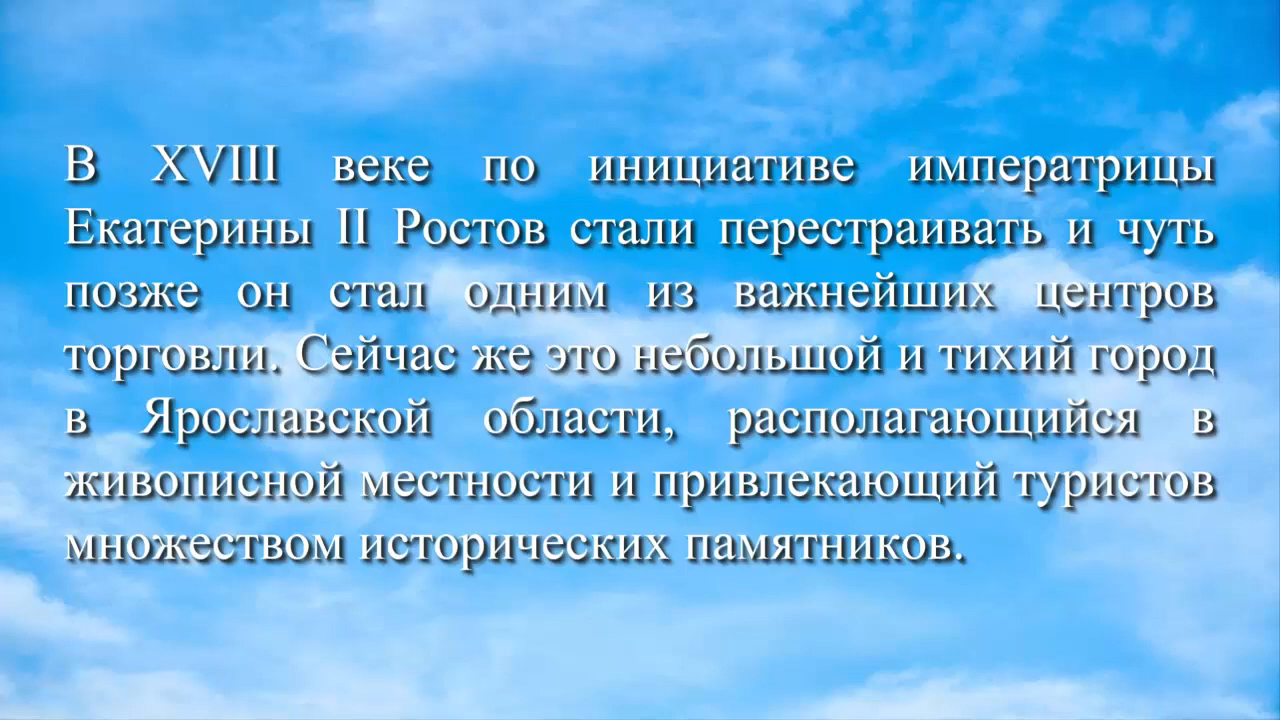 В XVIII веке по инициативе императрицы
Екатерины II Ростов стали перестраивать и чуть
позже он стал одним из важнейших центров
торговли. Сейчас же это небольшой и тихий город
в Ярославской области, располагающийся в
живописной местности и привлекающий туристов
множеством исторических памятников.